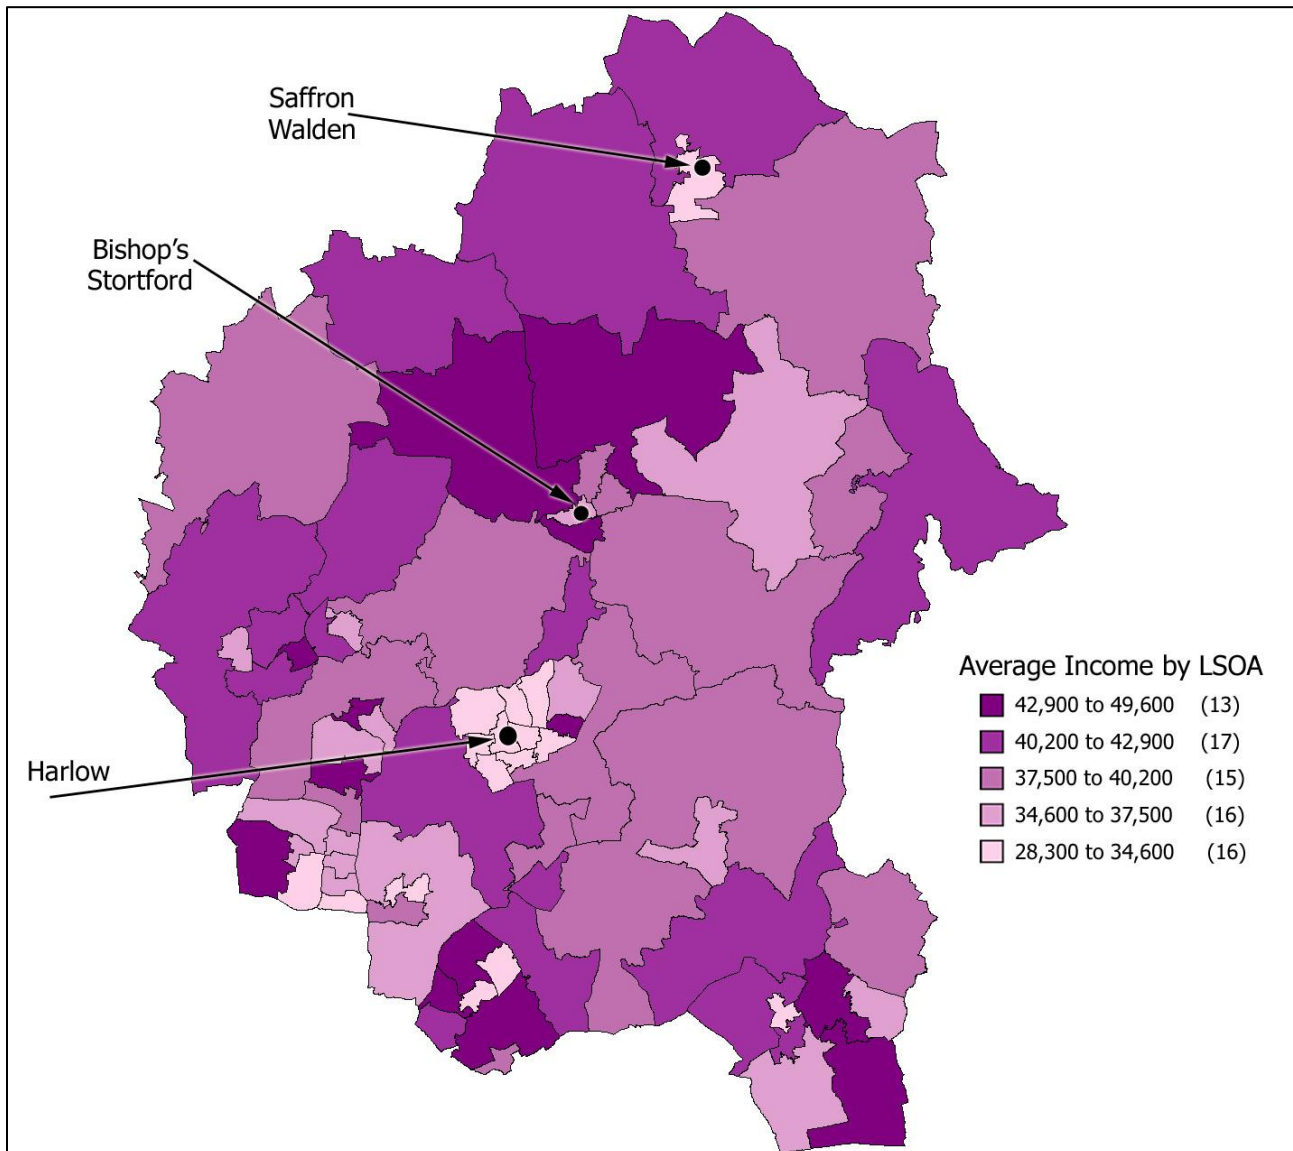 Saffron
Walden
Bishop's
Stortford
Harlow
Average Income by LSOA
42,900 to 49,600 (13)
40,200 to 42,900 (17)
37,500 to 40,200 (15)
34,600 to 37,500 (16)
28,300 to 34,600 (16)